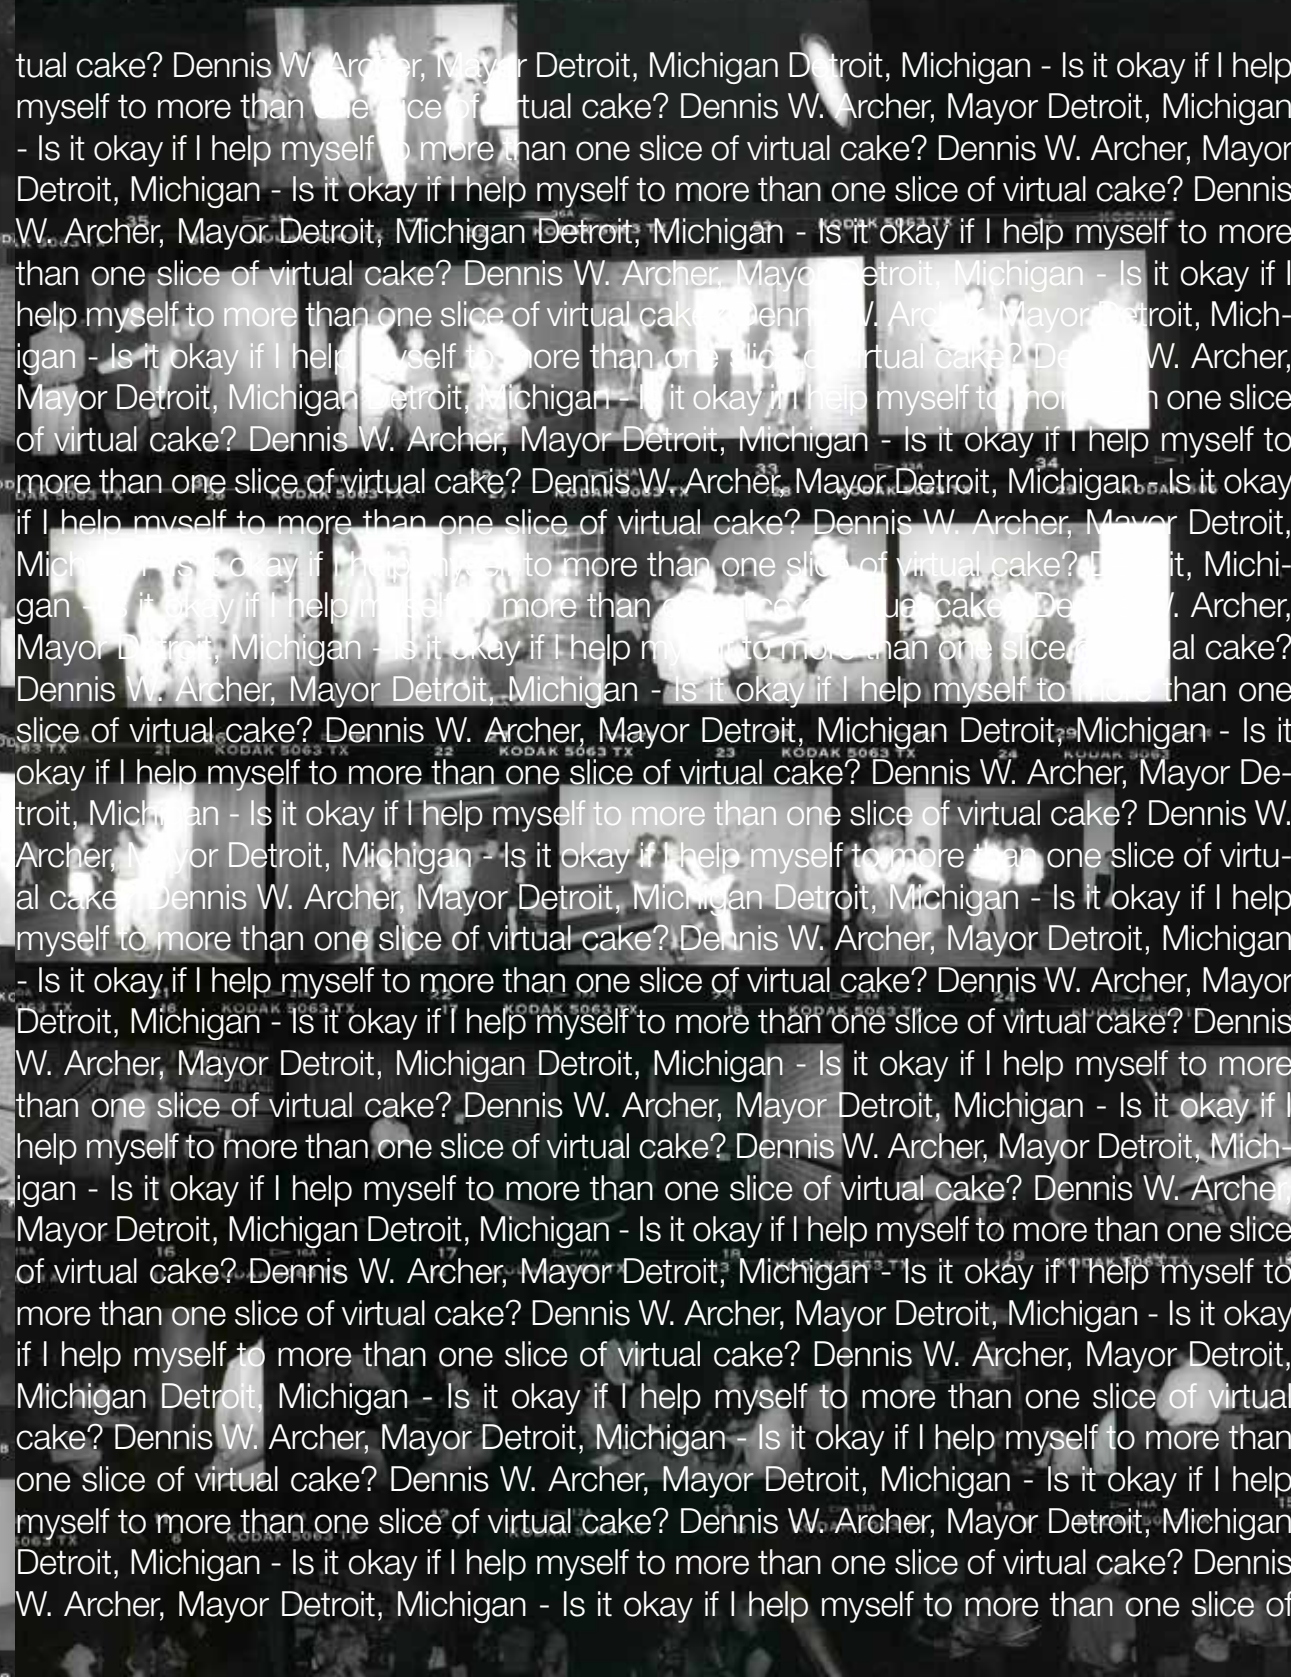 tual cake? Dennis W. Archer, Mayor Detroit, Michigan Detroit, Michigan - Is it okay if I help
myself to more than one slice of virtual cake? Dennis W. Archer, Mayor Detroit, Michigan
- Is it okay if I help myself to more than one slice of virtual cake? Dennis W. Archer, Mayor
Detroit, Michigan - Is it okay if I help myself to more than one slice of virtual cake? Dennis
W. Archer, Mayor Detroit, Michigan Detroit, Michigan - Is it okay if I help myself to more
than one slice of virtual cake? Dennis W. Archer, Mayor Detroit, Michigan - Is it okay if I
help myself to more than one slice of virtual cake? Dennis W. Archer, Mayor Detroit, Mich-
igan - Is it okay if I help myself to more than one slice of virtual cake? Dennis W. Archer,
Mayor Detroit, Michigan Detroit, Michigan - Is it okay if I help myself to more than one slice
of virtual cake? Dennis W. Archer, Mayor Detroit, Michigan - Is it okay if I help myself to
more than one slice of virtual cake? Dennis W. Archer, Mayor Detroit, Michigan - Is it okay
if I help myself to more than one slice of virtual cake? Dennis W. Archer, Mayor Detroit,
Michigan - Is it okay if I help myself to more than one slice of virtual cake? Detroit, Michi-
gan - Is it okay if I help myself to more than one slice of virtual cake? Dennis W. Archer,
Mayor Detroit, Michigan - Is it okay if I help myself to more than one slice of virtual cake?
Dennis W. Archer, Mayor Detroit, Michigan - Is it okay if I help myself to more than one
slice of virtual cake? Dennis W. Archer, Mayor Detroit, Michigan Detroit, Michigan - Is it
okay if I help myself to more than one slice of virtual cake? Dennis W. Archer, Mayor De-
troit, Michigan - Is it okay if I help myself to more than one slice of virtual cake? Dennis W.
Archer, Mayor Detroit, Michigan - Is it okay if I help myself to more than one slice of virtu-
al cake? Dennis W. Archer, Mayor Detroit, Michigan Detroit, Michigan - Is it okay if I help
myself to more than one slice of virtual cake? Dennis W. Archer, Mayor Detroit, Michigan
- Is it okay if I help myself to more than one slice of virtual cake? Dennis W. Archer, Mayor
Detroit, Michigan - Is it okay if I help myself to more than one slice of virtual cake? Dennis
W. Archer, Mayor Detroit, Michigan Detroit, Michigan - Is it okay if I help myself to more
than one slice of virtual cake? Dennis W. Archer, Mayor Detroit, Michigan - Is it okay if I
help myself to more than one slice of virtual cake? Dennis W. Archer, Mayor Detroit, Mich-
igan - Is it okay if I help myself to more than one slice of virtual cake? Dennis W. Archer,
Mayor Detroit, Michigan Detroit, Michigan - Is it okay if I help myself to more than one slice
of virtual cake? Dennis W. Archer, Mayor Detroit, Michigan - Is it okay if I help myself to
more than one slice of virtual cake? Dennis W. Archer, Mayor Detroit, Michigan - Is it okay
if I help myself to more than one slice of virtual cake? Dennis W. Archer, Mayor Detroit,
Michigan Detroit, Michigan - Is it okay if I help myself to more than one slice of virtual
cake? Dennis W. Archer, Mayor Detroit, Michigan - Is it okay if I help myself to more than
one slice of virtual cake? Dennis W. Archer, Mayor Detroit, Michigan - Is it okay if I help
myself to more than one slice of virtual cake? Dennis W. Archer, Mayor Detroit, Michigan
Detroit, Michigan - Is it okay if I help myself to more than one slice of virtual cake? Dennis
W. Archer, Mayor Detroit, Michigan - Is it okay if I help myself to more than one slice of